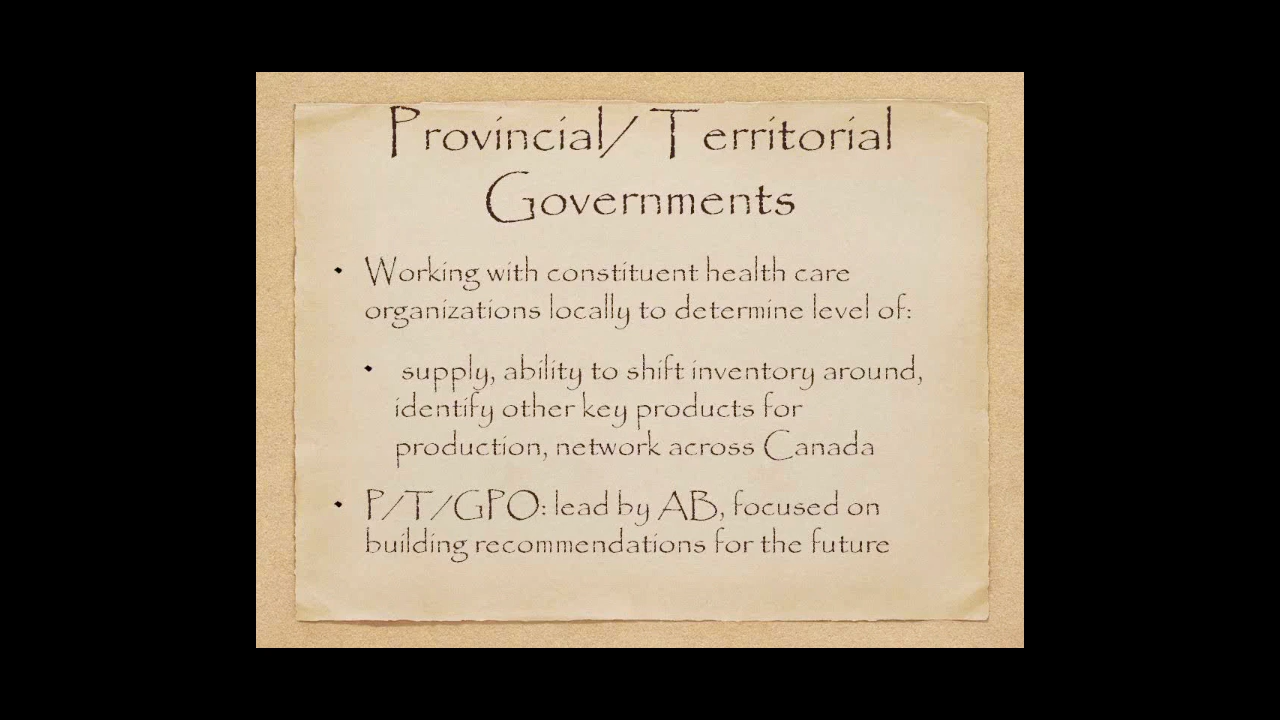 Provincial/ Territorial
Governments
• Working with constituent health care
organizations locally to determine level of:
• supply, ability to shift inventory around,
identify other key products for
production, network across Canada
• P/T/GPO: lead by AB, focused on
building recommendations for the future